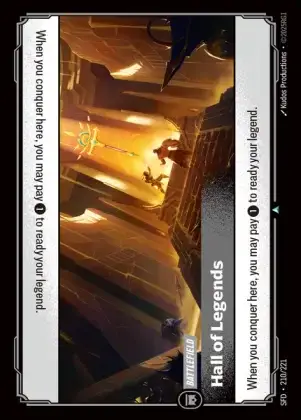 When you conquer here, you may pay 1 to ready your legend.
BATTLEFIELD
Hall of Legends
When you conquer here, you may pay 1 to ready your legend.
SFD • 210/221
Kudos Productions • ©2025RGI